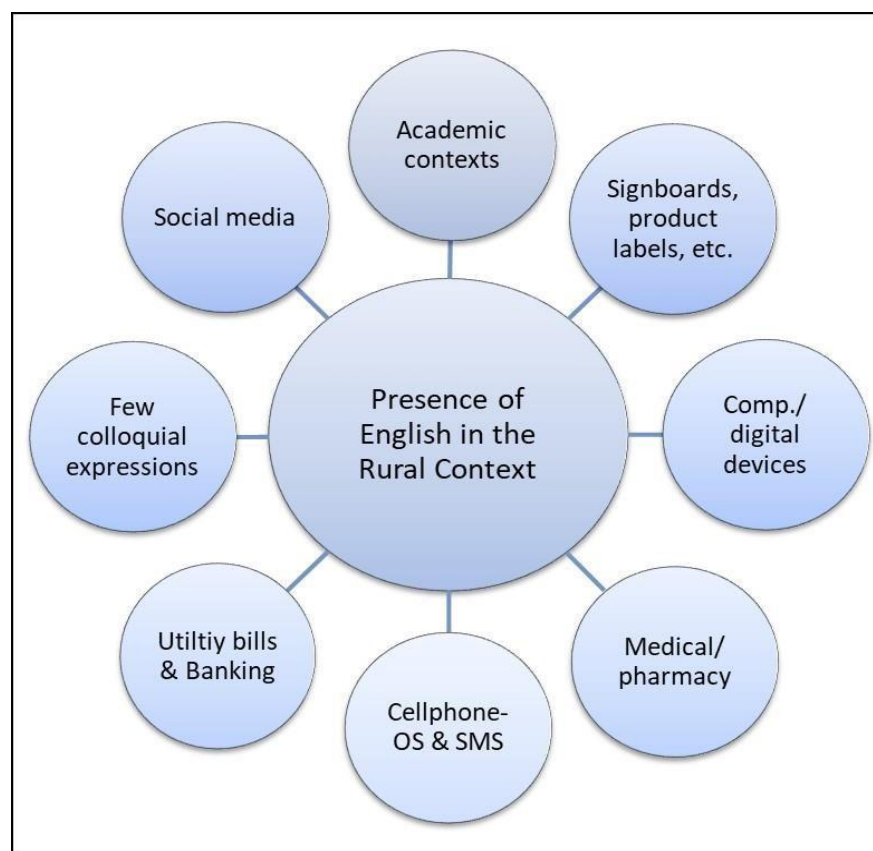 Academic
contexts
Signboards,
product
labels, etc.
Comp./
digital
devices
Medical/
pharmacy
Cellphone-
OS & SMS
Utiltiy bills
& Banking
Few
colloquial
expressions
Social media
Presence of
English in the
Rural Context